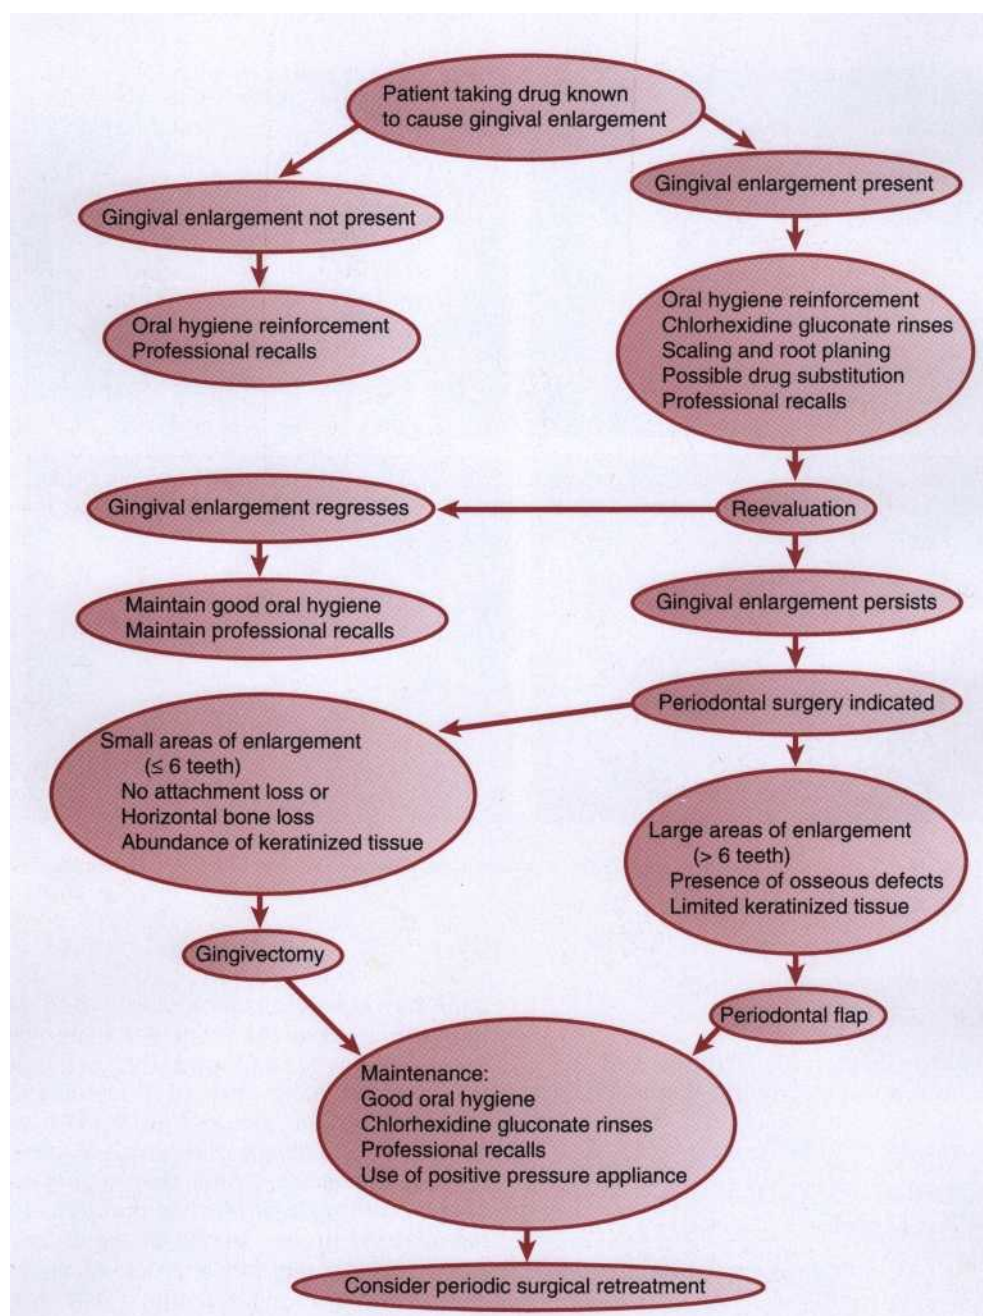 Patient taking drug known
to cause gingival enlargement
Gingival enlargement not present
Gingival enlargement present
Oral hygiene reinforcement
Professional recalls
Oral hygiene reinforcement
Chlorhexidine gluconate rinses
Scaling and root planing
Possible drug substitution
Professional recalls
Gingival enlargement regresses
Reevaluation
Maintain good oral hygiene
Maintain professional recalls
Gingival enlargement persists
Periodontal surgery indicated
Small areas of enlargement
(≤ 6 teeth)
No attachment loss or
Horizontal bone loss
Abundance of keratinized tissue
Large areas of enlargement
(> 6 teeth)
Presence of osseous defects
Limited keratinized tissue
Gingivectomy
Periodontal flap
Maintenance:
Good oral hygiene
Chlorhexidine gluconate rinses
Professional recalls
Use of positive pressure appliance
Consider periodic surgical retreatment